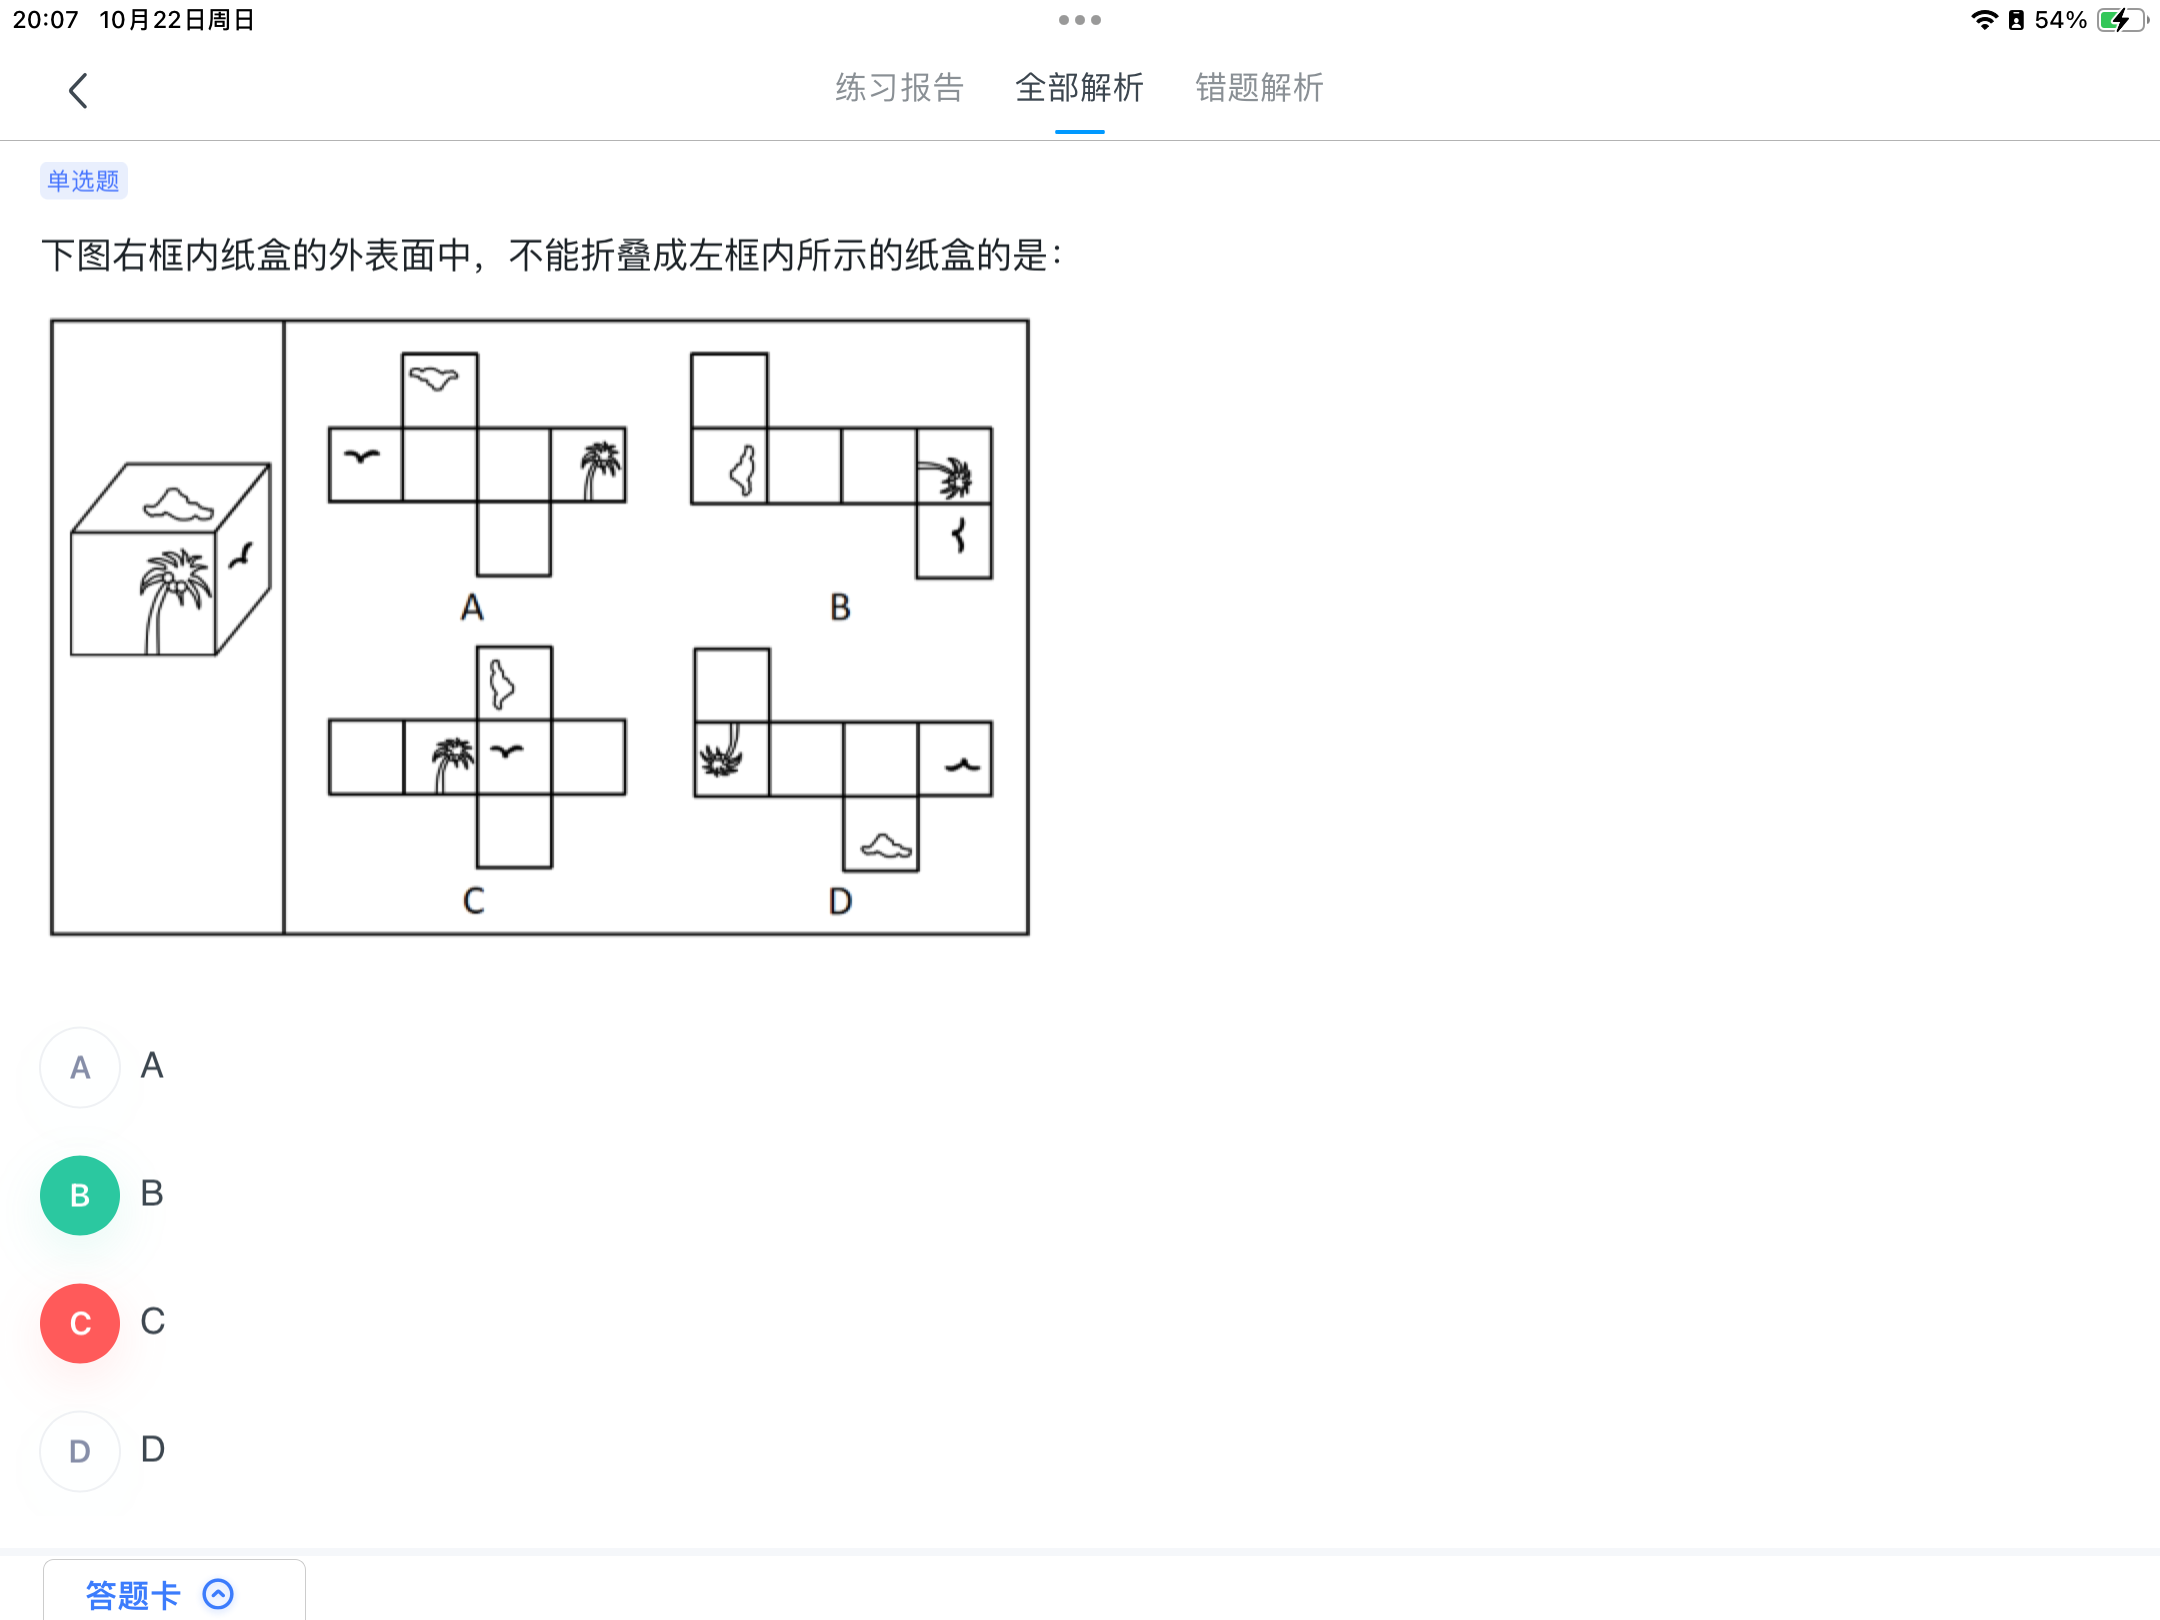 20:07 10月22日周日
54%
练习报告 全部解析 错题解析
单选题
下图右框内纸盒的外表面中，不能折叠成左框内所示的纸盒的是：
A B
C D
A A
B B
C C
D D
答题卡